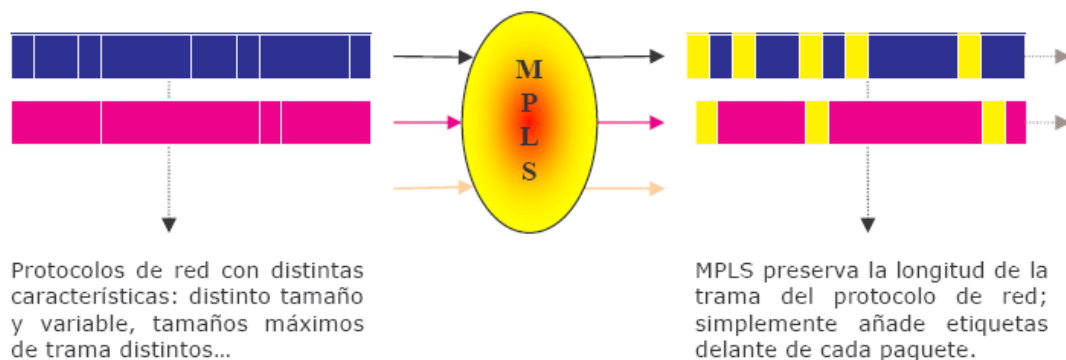 M
P
L
S
Protocolos de red con distintas
características: distinto tamaño
y variable, tamaños máximos
de trama distintos...
MPLS preserva la longitud de la
trama del protocolo de red;
simplemente añade etiquetas
delante de cada paquete.